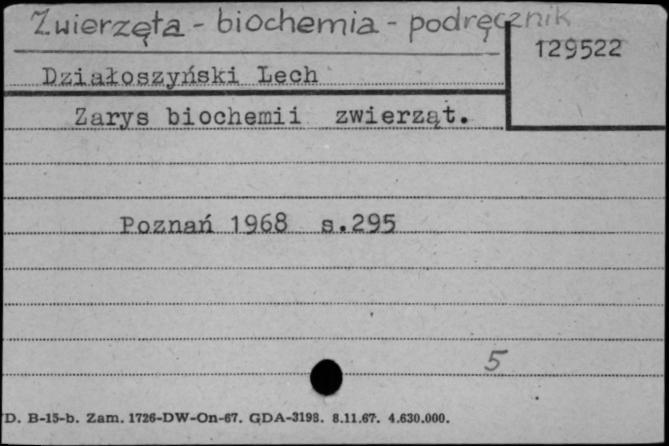 Zwierzęta - biochemia - podręcznik
129522
Działoszyński Lech
Zarys biochemii zwierząt.
Poznań 1968 s.295
5
D. B-15-b. Zam. 1726-DW-On-67. GDA-3198. 8.11.67. 4.630.000.